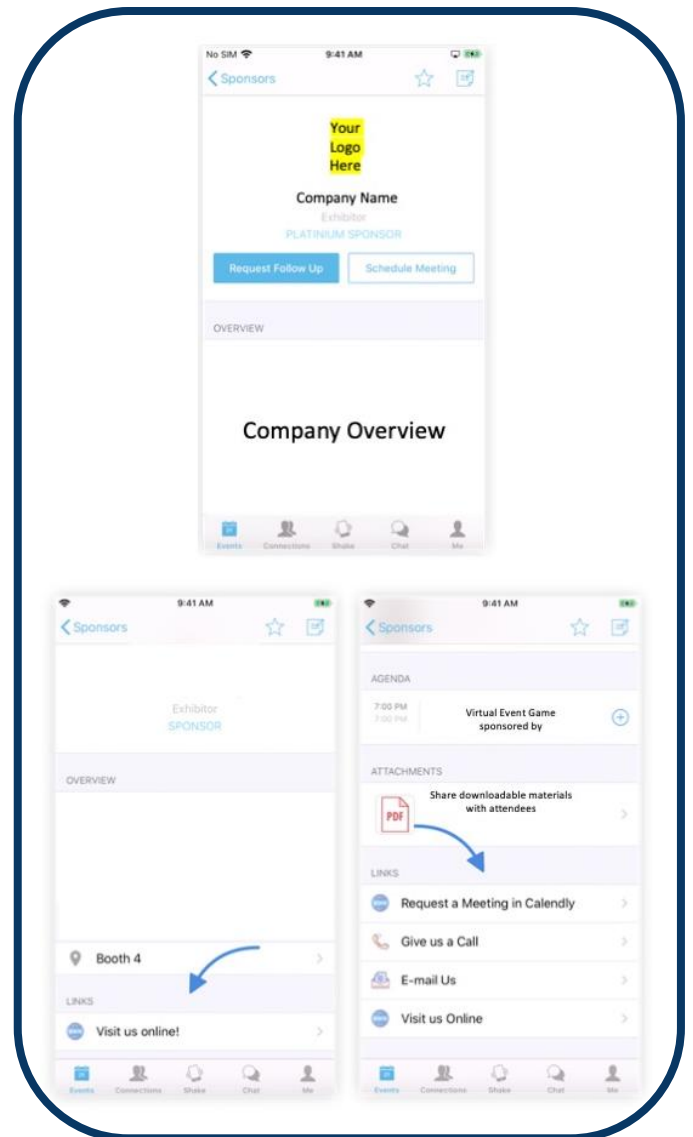 No SIM 9:41 AM
Sponsors
Your
Logo
Here
Company Name
Exhibitor
PLATINIUM SPONSOR
Request Follow Up Schedule Meeting
OVERVIEW
Company Overview
Events Connections Shake Chat Me
9:41 AM
Sponsors
Exhibitor
SPONSOR
OVERVIEW
Booth 4
LINKS
Visit us online!
Events Connections Shake Chat Me
9:41 AM
Sponsors
AGENDA
7:00 PM
7:00 PM
Virtual Event Game
sponsored by
ATTACHMENTS
PDF
Share downloadable materials
with attendees
LINKS
Request a Meeting in Calendly
Give us a Call
E-mail Us
Visit us Online
Events Connections Shake Chat Me